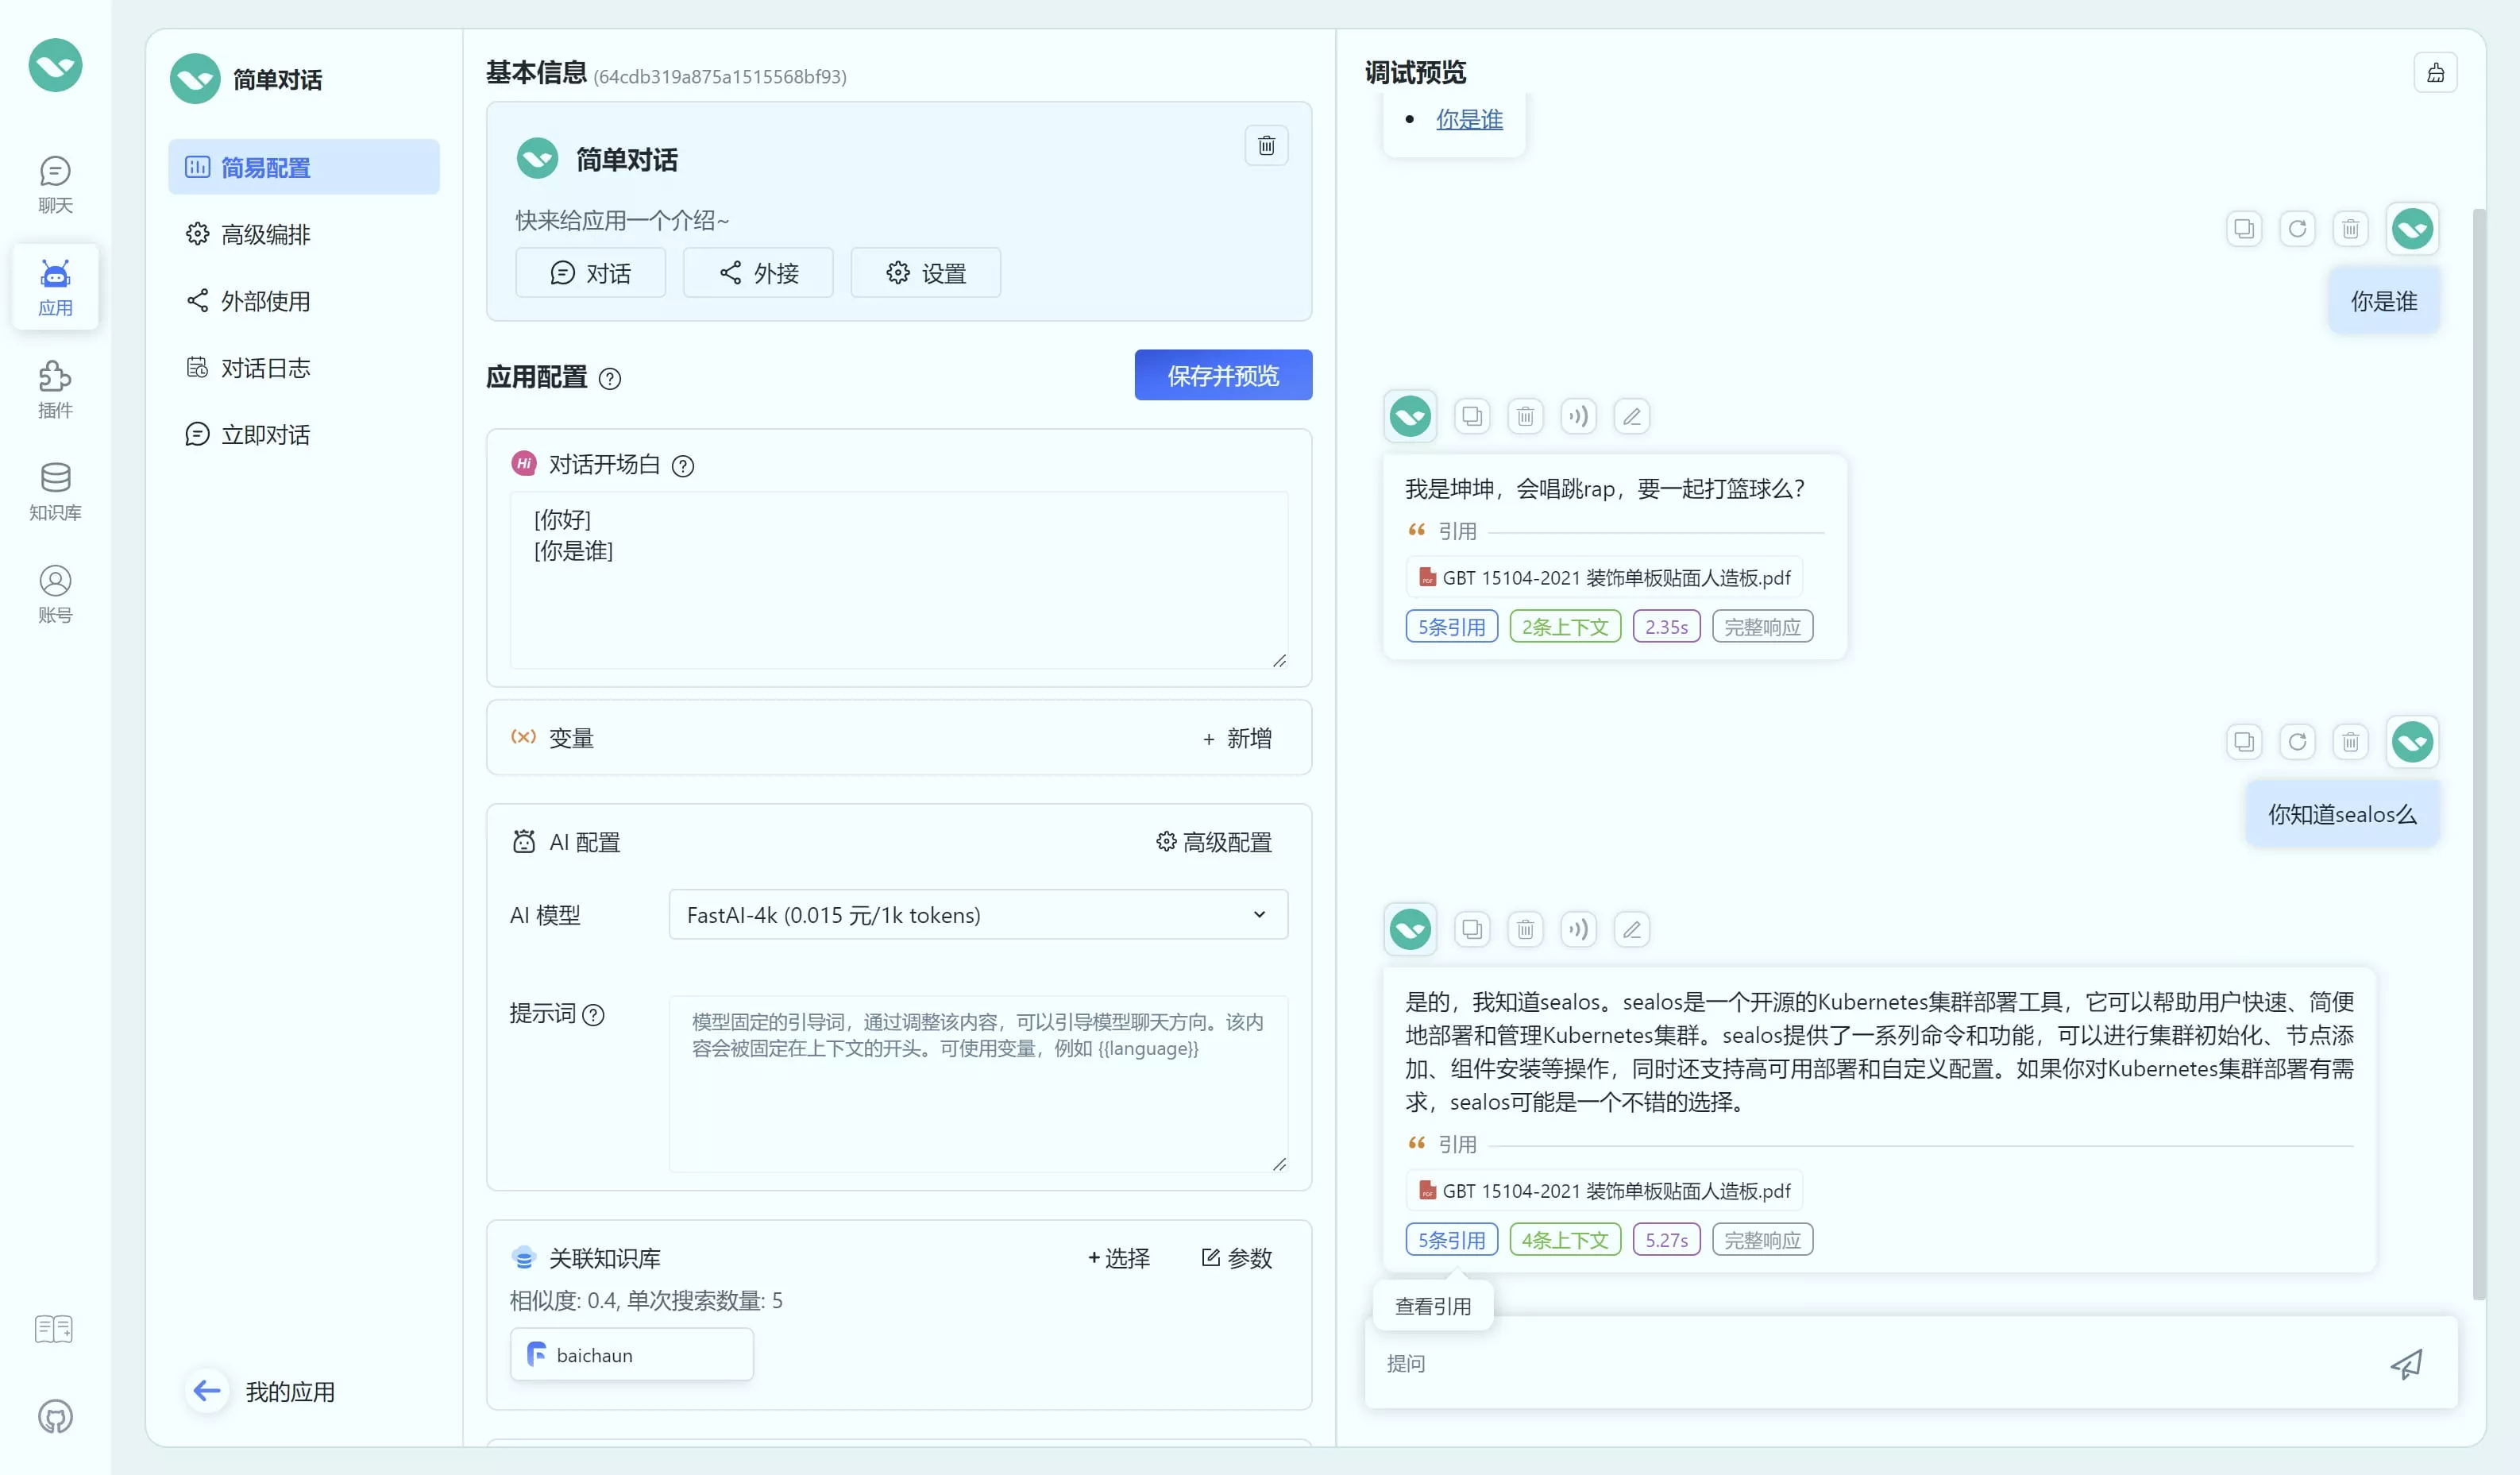 聊天
应用
插件
知识库
账号
简单对话
简易配置
高级编排
外部使用
对话日志
立即对话
我的应用
基本信息 (64cdb319a875a1515568bf93)
简单对话
快来给应用一个介绍~
对话 外接 设置
应用配置 保存并预览
Hi 对话开场白
[你好]
[你是谁]
(x) 变量 + 新增
AI 配置 高级配置
AI 模型 FastAI-4k (0.015 元/1k tokens)
提示词
模型固定的引导词，通过调整该内容，可以引导模型聊天方向。该内
容会被固定在上下文的开头。可使用变量，例如 {{language}}
关联知识库 +选择 参数
相似度: 0.4, 单次搜索数量: 5
baichaun
调试预览
• 你是谁
你是谁
我是坤坤，会唱跳rap，要一起打篮球么？
引用
GBT 15104-2021 装饰单板贴面人造板.pdf
5条引用 2条上下文 2.35s 完整响应
你知道sealos么
是的，我知道sealos。sealos是一个开源的Kubernetes集群部署工具，它可以帮助用户快速、简便
地部署和管理Kubernetes集群。sealos提供了一系列命令和功能，可以进行集群初始化、节点添
加、组件安装等操作，同时还支持高可用部署和自定义配置。如果你对Kubernetes集群部署有需
求，sealos可能是一个不错的选择。
引用
GBT 15104-2021 装饰单板贴面人造板.pdf
5条引用 4条上下文 5.27s 完整响应
查看引用
提问